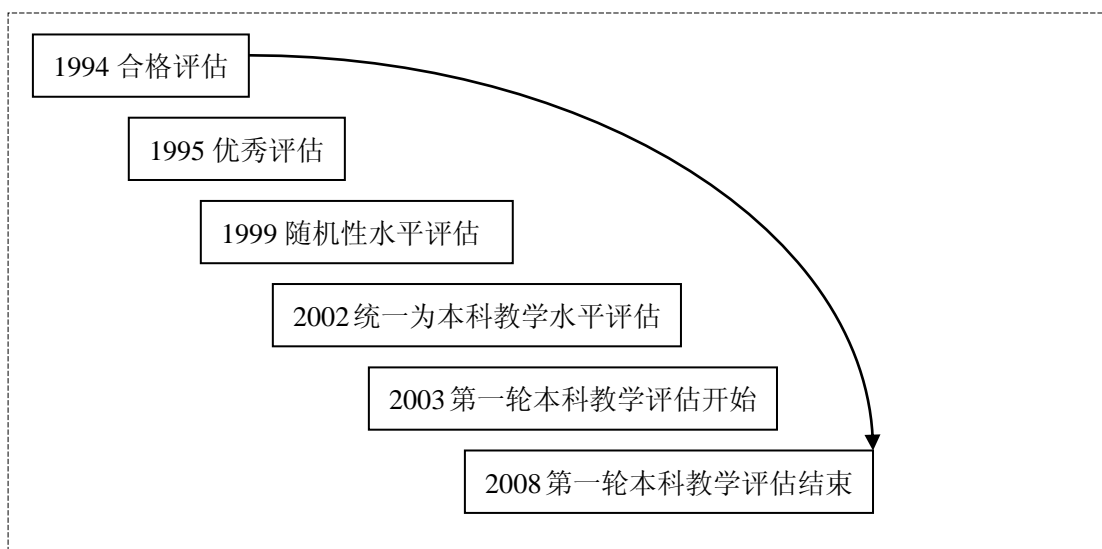 1994 合格评估
1995 优秀评估
1999 随机性水平评估
2002 统一为本科教学水平评估
2003 第一轮本科教学评估开始
2008 第一轮本科教学评估结束